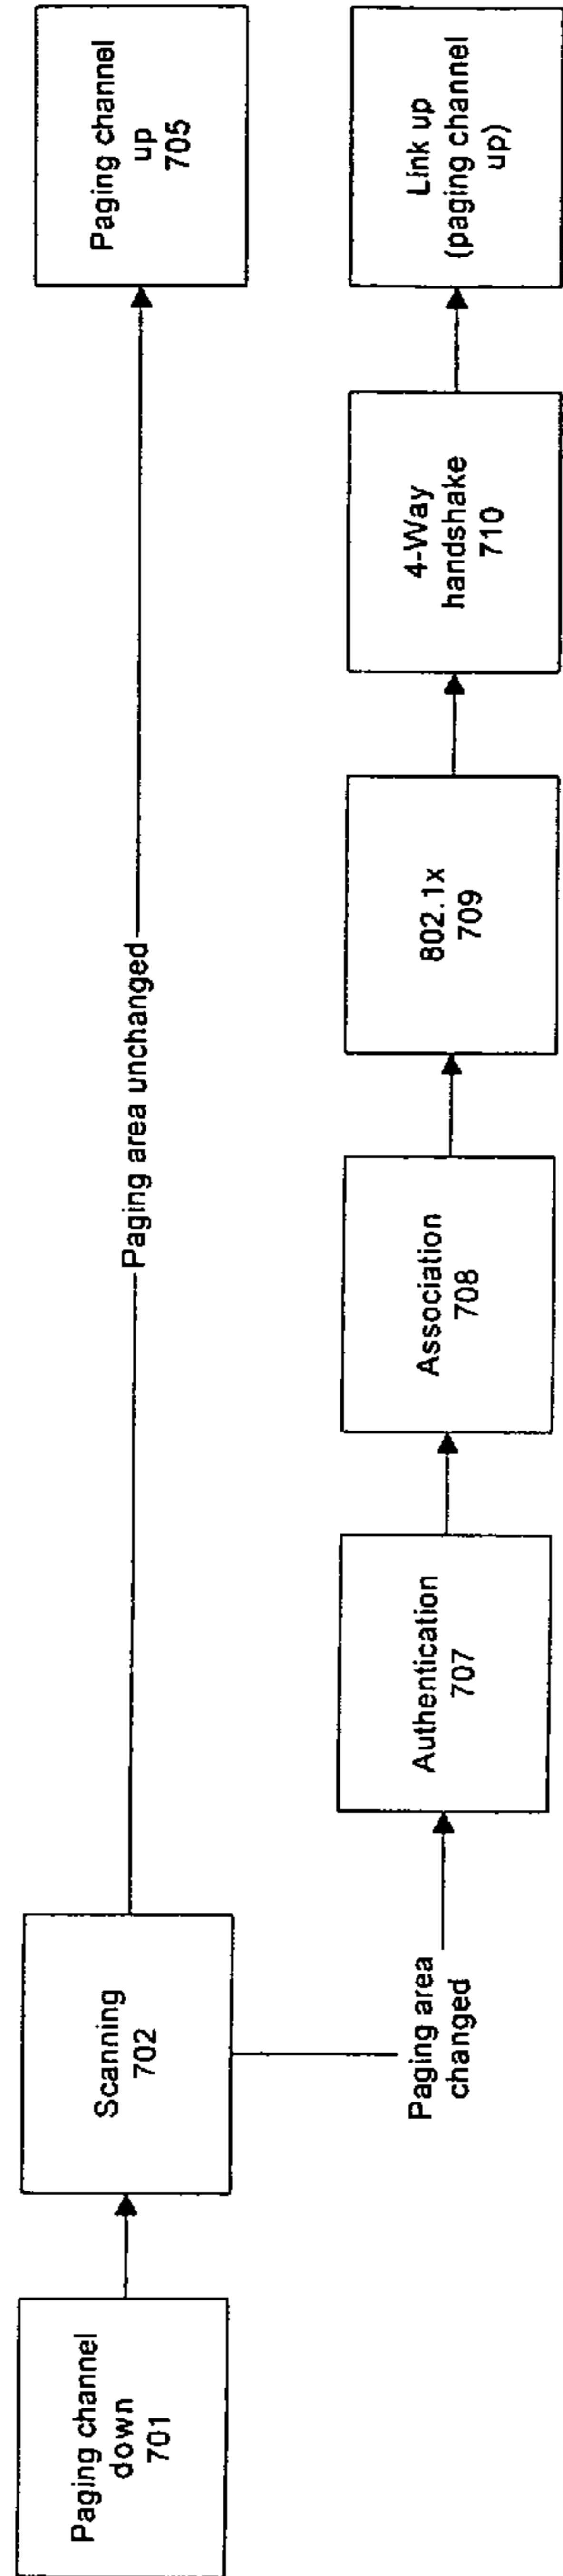 Paging channel
down
701
Scanning
702
Paging area unchanged
Paging channel
up
705
Paging area
changed
Authentication
707
Association
708
802.1x
709
4-Way
handshake
710
Link up
(paging channel
up)